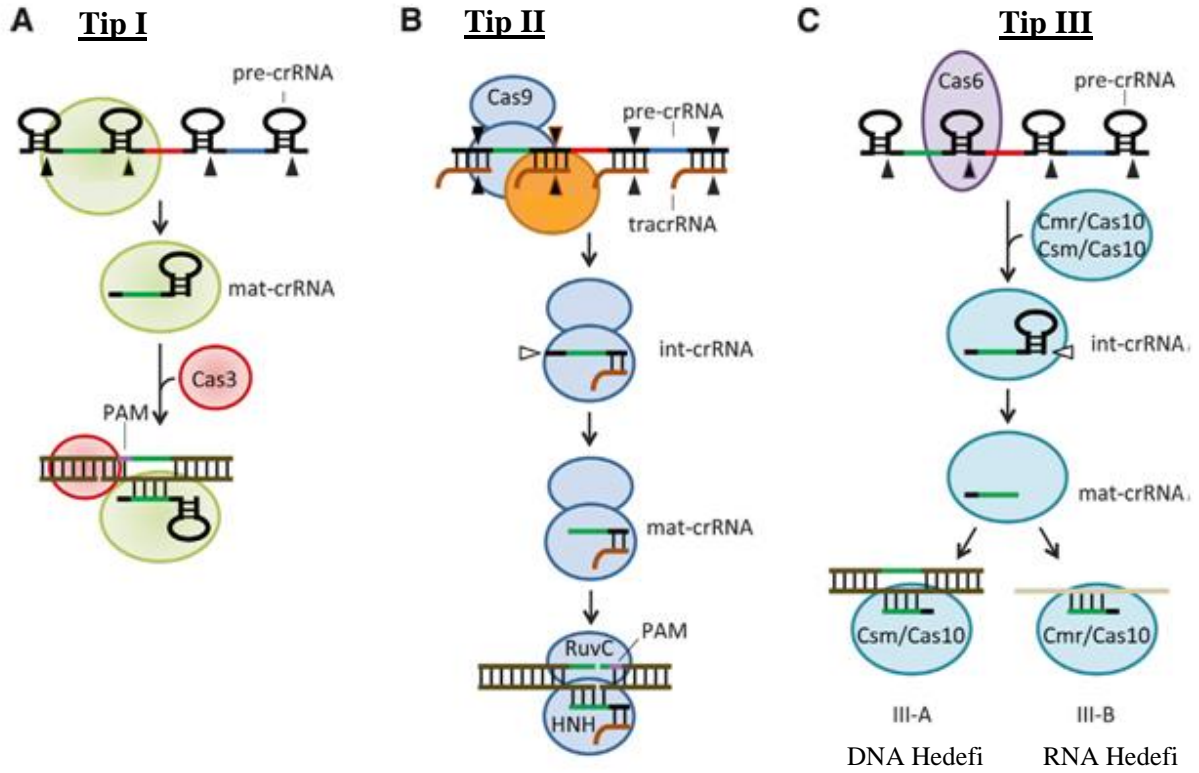 A
Tip I
pre-crRNA
mat-crRNA
Cas3
PAM
B
Tip II
Cas9
pre-crRNA
tracrRNA
int-crRNA
mat-crRNA
RuvC
PAM
HNH
C
Tip III
Cas6
pre-crRNA
Cmr/Cas10
Csm/Cas10
int-crRNA
mat-crRNA
Csm/Cas10
Cmr/Cas10
III-A
III-B
DNA Hedefi
RNA Hedefi